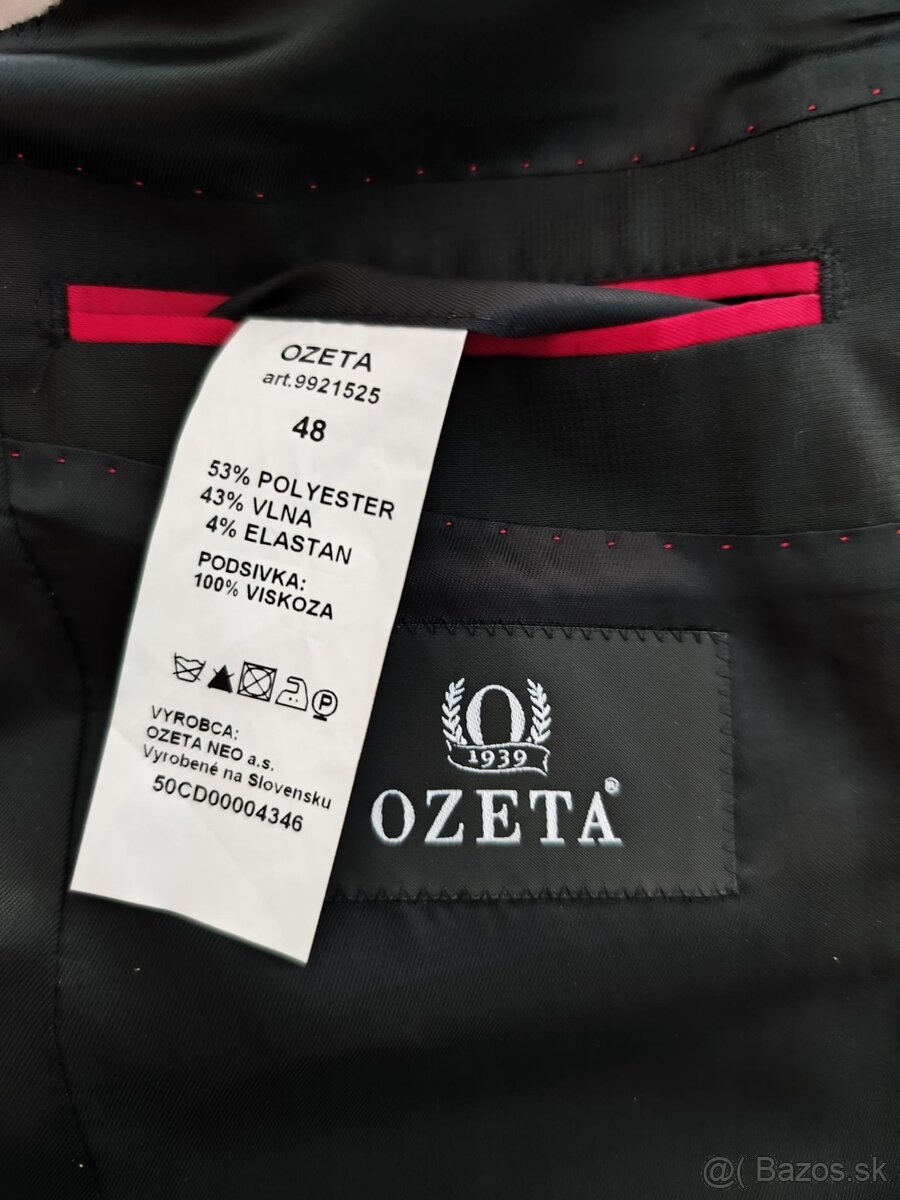 OZETA
art.9921525
48
53% POLYESTER
43% VLNA
4% ELASTAN
PODSIVKA:
100% VISKOZA
P
VYROBCA:
OZETA NEO a.s.
Vyrobené na Slovensku
50CD00004346
O
1939
OZETA®
@( Bazos.sk